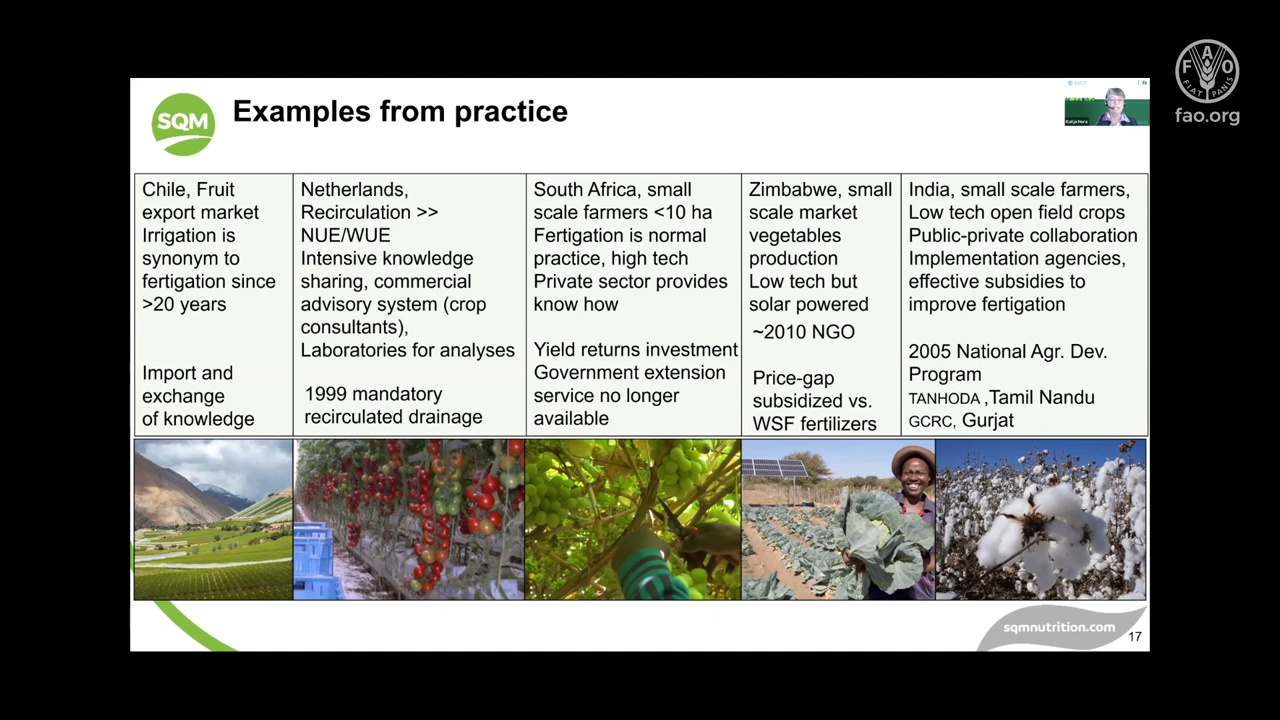 SQM
Examples from practice
Katja Hora
FAO
FIAT PANIS
fao.org
Chile, Fruit
export market
Irrigation is
synonym to
fertigation since
>20 years
Import and
exchange
of knowledge
Netherlands,
Recirculation >>
NUE/WUE
Intensive knowledge
sharing, commercial
advisory system (crop
consultants),
Laboratories for analyses
1999 mandatory
recirculated drainage
South Africa, small
scale farmers <10 ha
Fertigation is normal
practice, high tech
Private sector provides
know how
Yield returns investment
Government extension
service no longer
available
Zimbabwe, small
scale market
vegetables
production
Low tech but
solar powered
~2010 NGO
Price-gap
subsidized vs.
WSF fertilizers
India, small scale farmers,
Low tech open field crops
Public-private collaboration
Implementation agencies,
effective subsidies to
improve fertigation
2005 National Agr. Dev.
Program
TANHODA ,Tamil Nandu
GCRC, Gurjat
sqmnutrition.com
17